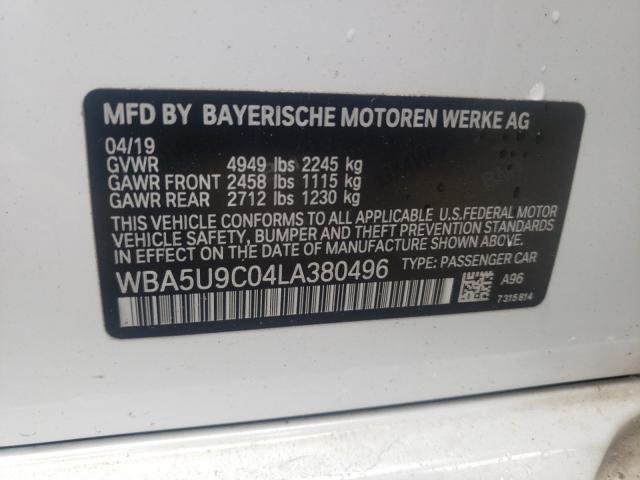 MFD BY BAYERISCHE MOTOREN WERKE AG
04/19
GVWR 4949 lbs 2245 kg
GAWR FRONT 2458 lbs 1115 kg
GAWR REAR 2712 lbs 1230 kg
THIS VEHICLE CONFORMS TO ALL APPLICABLE U.S.FEDERAL MOTOR
VEHICLE SAFETY, BUMPER AND THEFT PREVENTION STANDARDS
IN EFFECT ON THE DATE OF MANUFACTURE SHOWN ABOVE.
WBA5U9C04LA380496 TYPE: PASSENGER CAR
A96
7315814